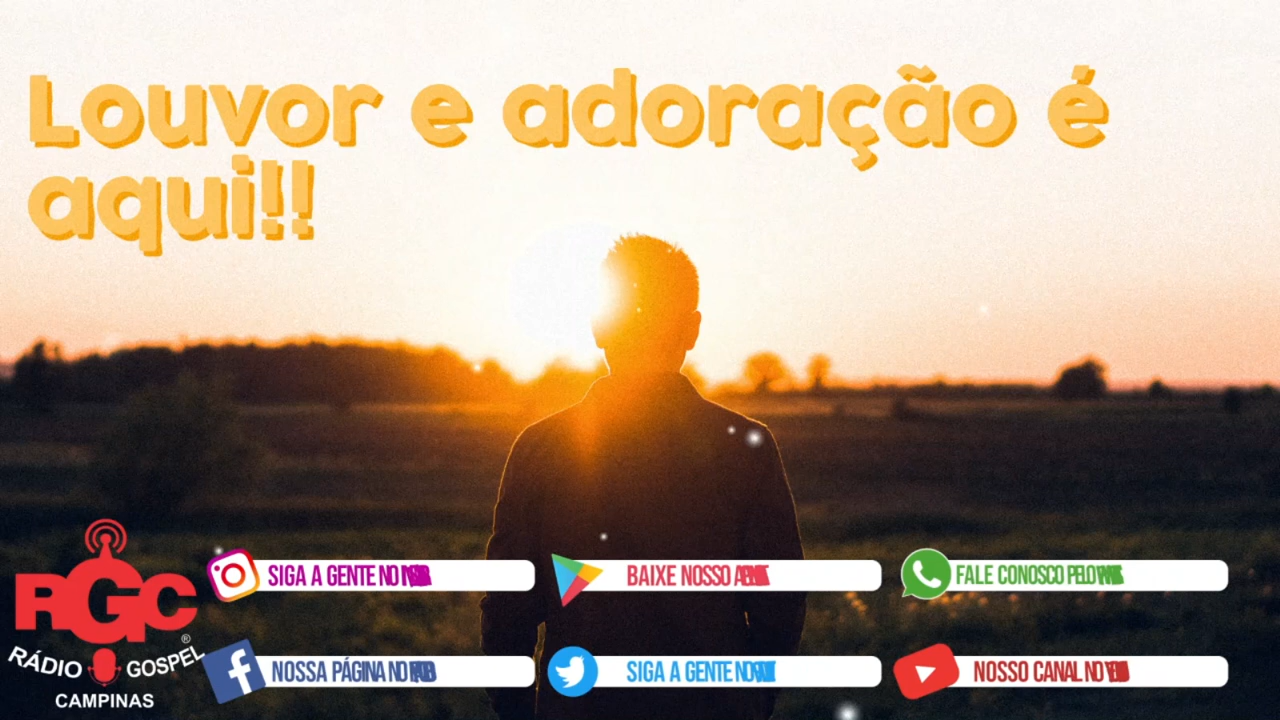 Louvor e adoração é
aqui!!
SIGA A GENTE NO
BAIXE NOSSO
FALE CONOSCO PELO
RGC
®
RÁDIO GOSPEL
CAMPINAS
NOSSA PÁGINA NO
SIGA A GENTE NO
NOSSO CANAL NO